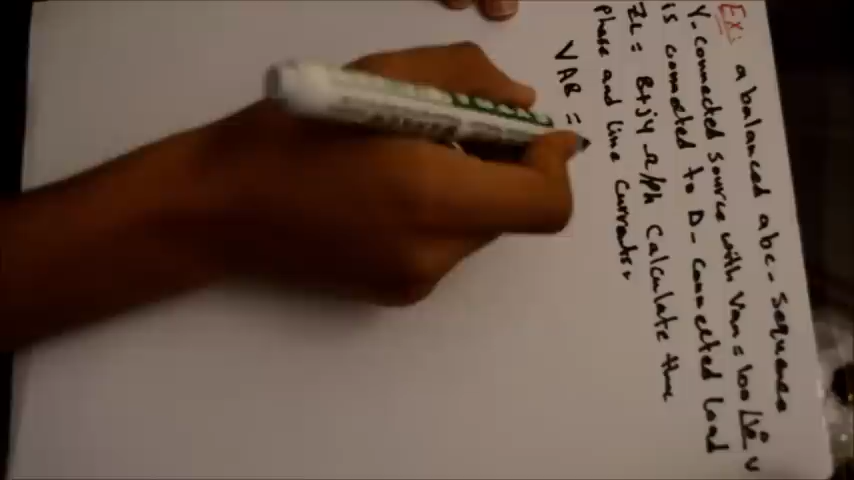 Ex: a balanced abc- sequence
Y-connected source with Van = 100 /10° v
is connected to D- connected load
ZL = 8+j4 Ω/ph Calculate the
phase and line currents.
VAB =